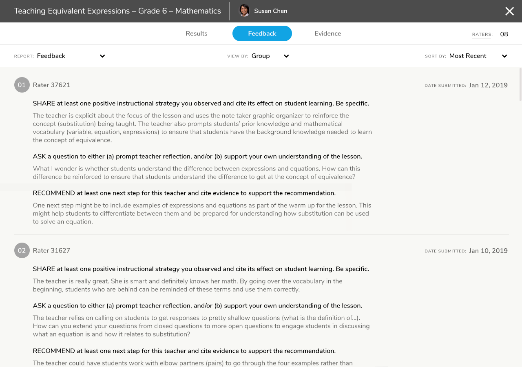 Teaching Equivalent Expressions – Grade 6 – Mathematics
Susan Chen
Results Feedback Evidence
RATERS: 08
REPORT: Feedback
VIEW BY: Group
SORT BY: Most Recent
01 Rater 37621
DATE SUBMITTED: Jan 12, 2019
SHARE at least one positive instructional strategy you observed and cite its effect on student learning. Be specific.
The teacher is explicit about the focus of the lesson and uses the note taker graphic organizer to reinforce the
concept (substitution) being taught. The teacher also prompts students' prior knowledge and mathematical
vocabulary (variable, equation, expressions) to ensure that students have the background knowledge needed to learn
the concept of equivalence.
ASK a question to either (a) prompt teacher reflection, and/or (b) support your own understanding of the lesson.
What I wonder is whether students understand the difference between expressions and equations. How can this
difference be reinforced to ensure that students understand the difference to get at the concept of equivalence?
RECOMMEND at least one next step for this teacher and cite evidence to support the recommendation.
One next step might be to include examples of expressions and equations as part of the warm up for the lesson. This
might help students to differentiate between them and be prepared for understanding how substitution can be used
to solve an equation.
02 Rater 31627
DATE SUBMITTED: Jan 10, 2019
SHARE at least one positive instructional strategy you observed and cite its effect on student learning. Be specific.
The teacher is really great. She is smart and definitely knows her math. By going over the vocabulary in the
beginning, students who are behind can be reminded of these terms and use them correctly.
ASK a question to either (a) prompt teacher reflection, and/or (b) support your own understanding of the lesson.
The teacher relies on calling on students to get responses to pretty shallow questions (what is the definition of...).
How can you extend your questions from closed questions to more open questions to engage students in discussing
what an equation is and how it relates to substitution?
RECOMMEND at least one next step for this teacher and cite evidence to support the recommendation.
The teacher could have students work with elbow partners (pairs) to go through the four examples rather than